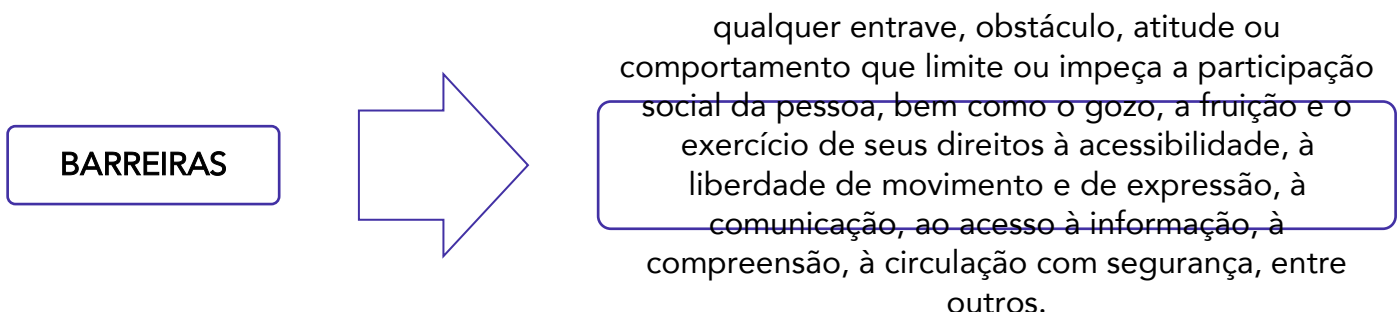 BARREIRAS
qualquer entrave, obstáculo, atitude ou
comportamento que limite ou impeça a participação
social da pessoa, bem como o gozo, a fruição e o
exercício de seus direitos à acessibilidade, à
liberdade de movimento e de expressão, à
comunicação, ao acesso à informação, à
compreensão, à circulação com segurança, entre
outros.